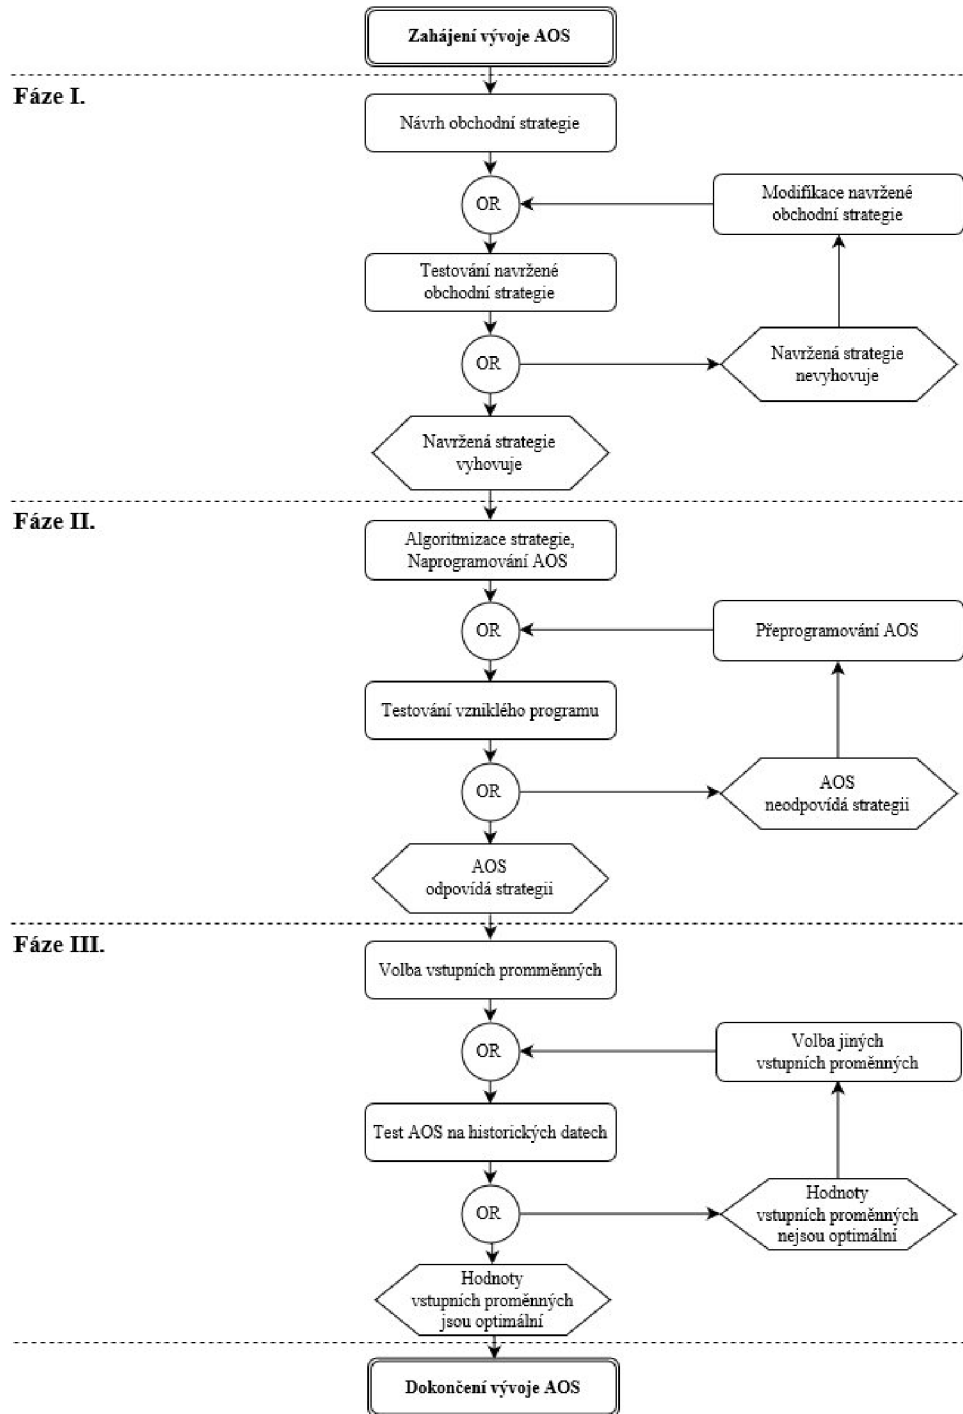 Zahájení vývoje AOS
Fáze I.
Návrh obchodní strategie
OR
Modifikace navržené
obchodní strategie
Testování navržené
obchodní strategie
OR
Navržená strategie
nevyhovuje
Navržená strategie
vyhovuje
Fáze II.
Algoritmizace strategie,
Naprogramování AOS
OR
Přeprogramování AOS
Testování vzniklého programu
OR
AOS
neodpovídá strategii
AOS
odpovídá strategii
Fáze III.
Volba vstupních promměnných
OR
Volba jiných
vstupních proměnných
Test AOS na historických datech
OR
Hodnoty
vstupních proměnných
nejsou optimální
Hodnoty
vstupních proměnných
jsou optimální
Dokončení vývoje AOS